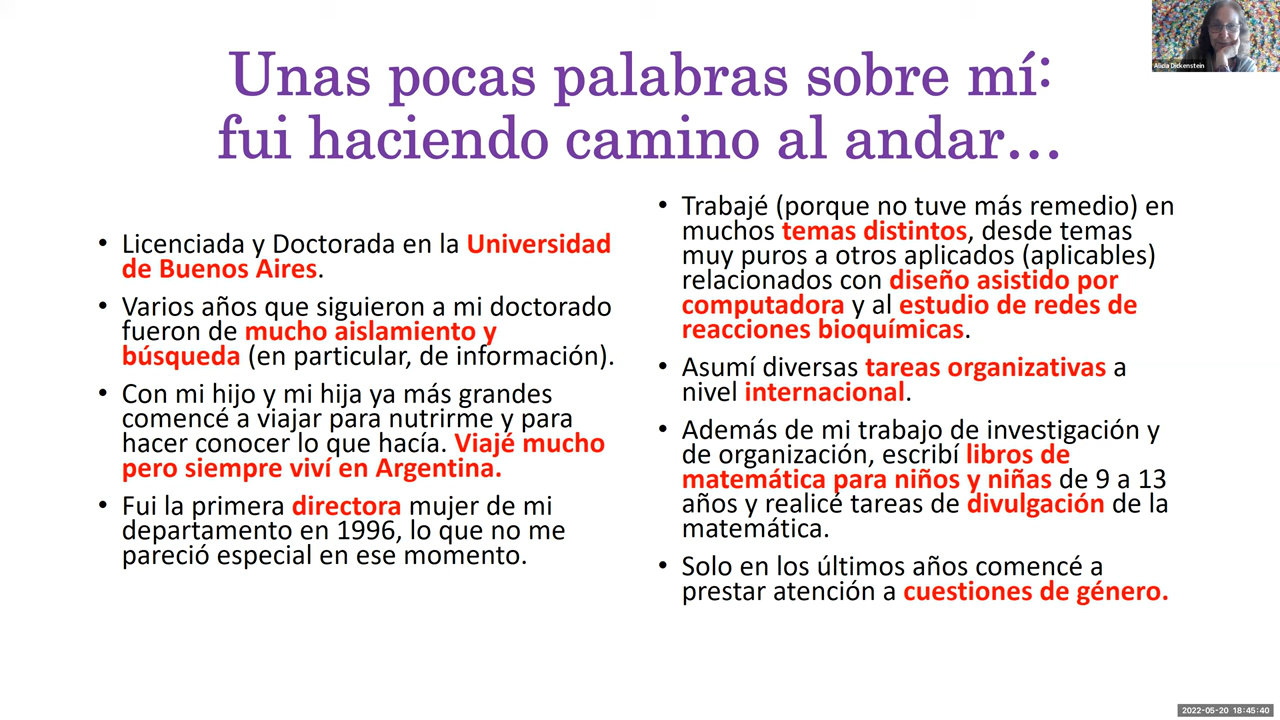 Unas pocas palabras sobre mí:
fui haciendo camino al andar…
• Licenciada y Doctorada en la Universidad
de Buenos Aires.
• Varios años que siguieron a mi doctorado
fueron de mucho aislamiento y
búsqueda (en particular, de información).
• Con mi hijo y mi hija ya más grandes
comencé a viajar para nutrirme y para
hacer conocer lo que hacía. Viajé mucho
pero siempre viví en Argentina.
• Fui la primera directora mujer de mi
departamento en 1996, lo que no me
pareció especial en ese momento.
• Trabajé (porque no tuve más remedio) en
muchos temas distintos, desde temas
muy puros a otros aplicados (aplicables)
relacionados con diseño asistido por
computadora y al estudio de redes de
reacciones bioquímicas.
• Asumí diversas tareas organizativas a
nivel internacional.
• Además de mi trabajo de investigación y
de organización, escribí libros de
matemática para niños y niñas de 9 a 13
años y realicé tareas de divulgación de la
matemática.
• Solo en los últimos años comencé a
prestar atención a cuestiones de género.
Alicia Dickenstein
2022-05-20 18:45:40